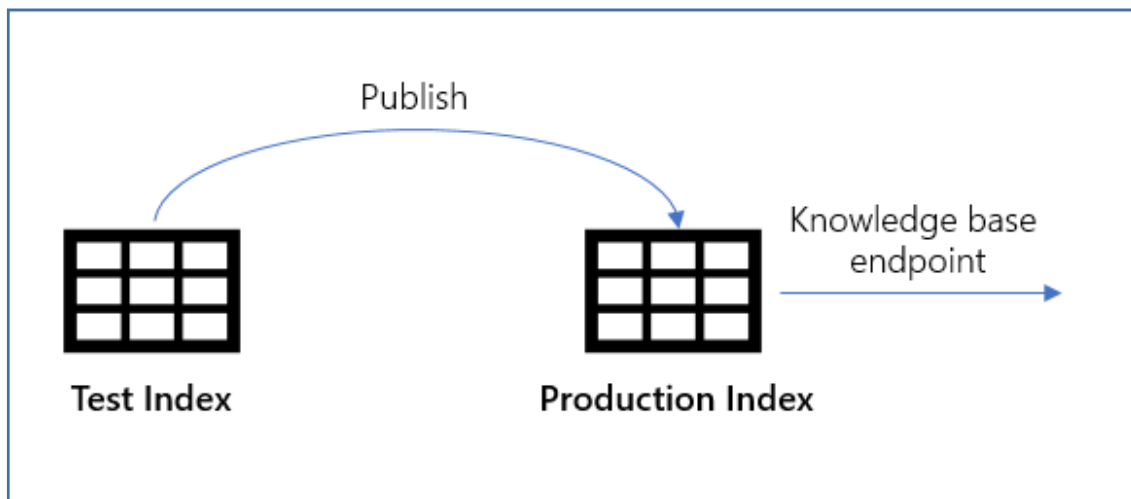 Publish
Knowledge base
endpoint
Test Index
Production Index